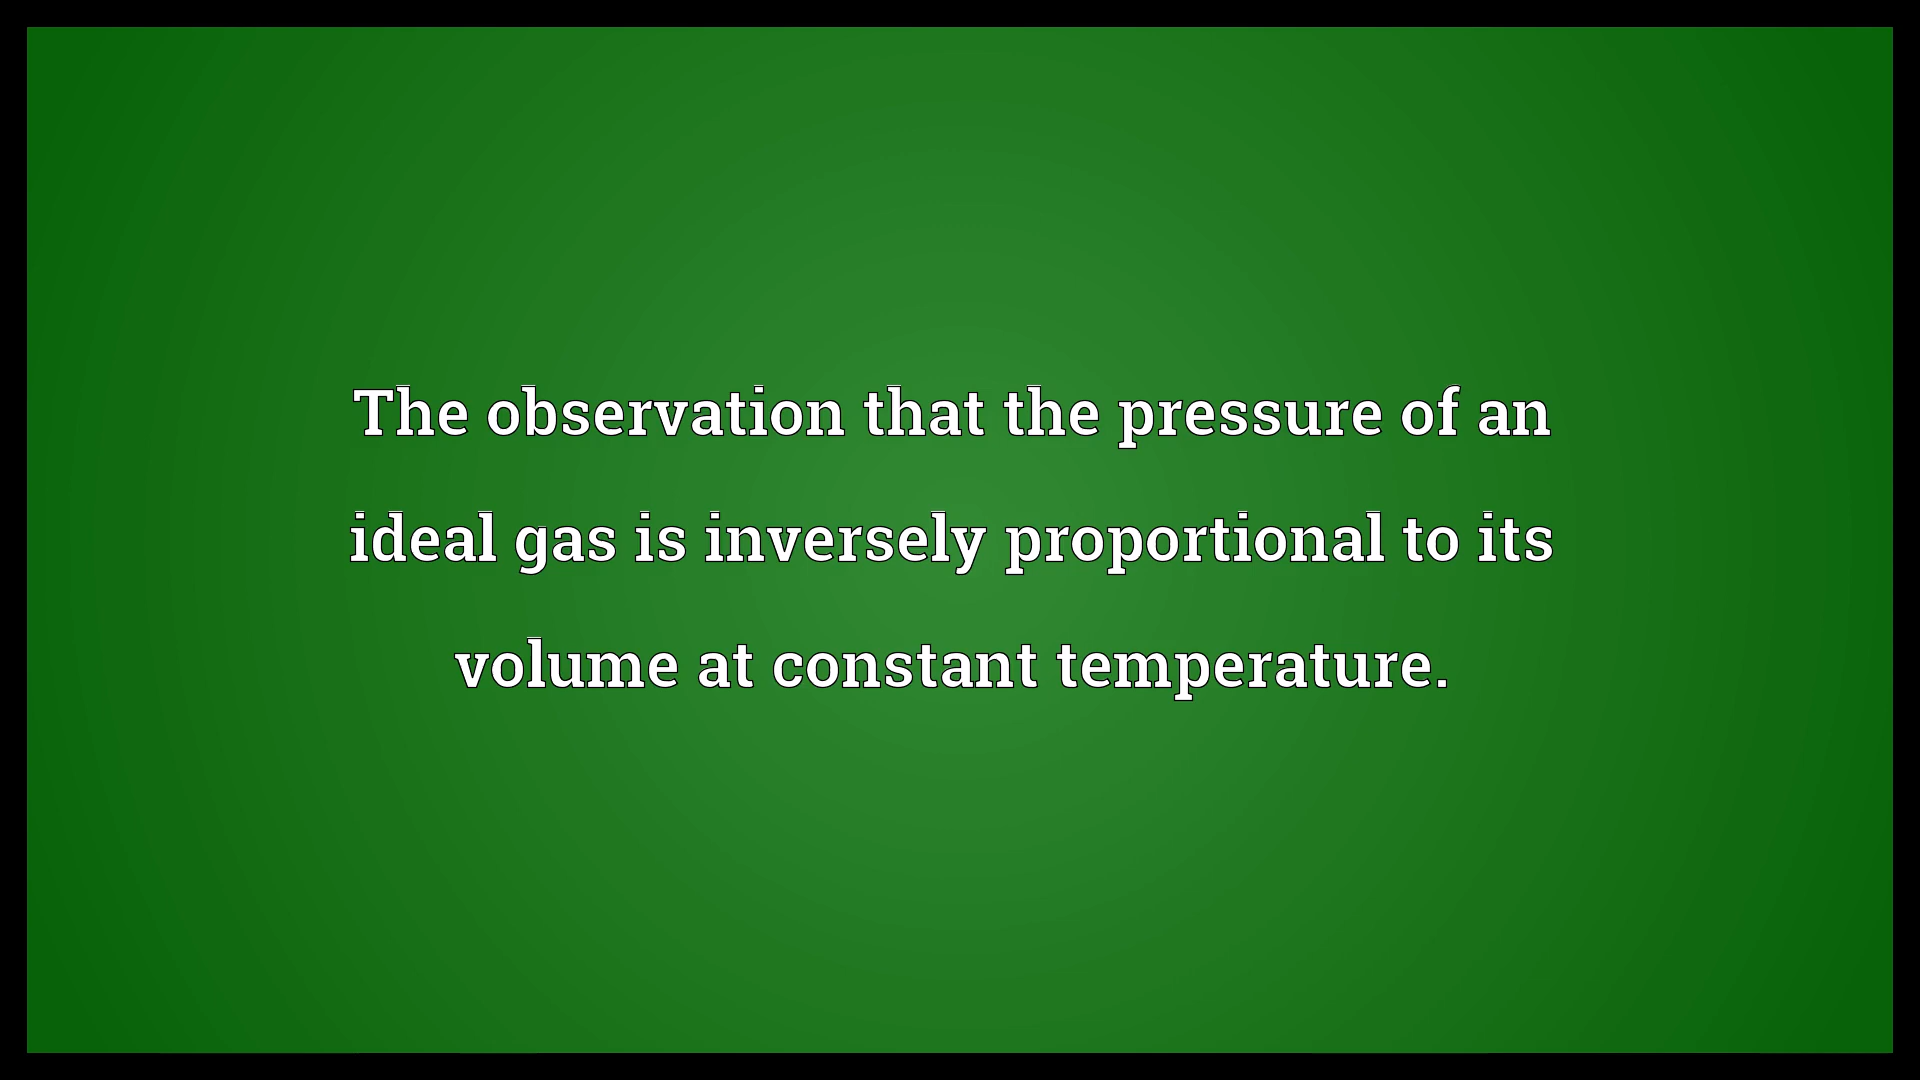 The observation that the pressure of an
ideal gas is inversely proportional to its
volume at constant temperature.